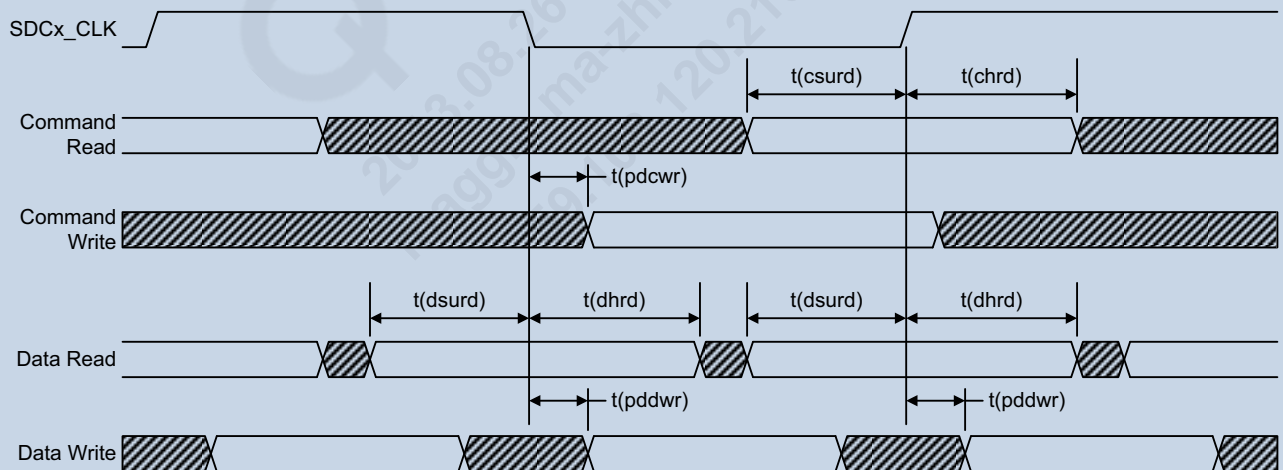 SDCx_CLK
t(csurd)
t(chrd)
Command
Read
t(pdcwr)
Command
Write
t(dsurd)
t(dhrd)
t(dsurd)
t(dhrd)
Data Read
t(pddwr)
t(pddwr)
Data Write